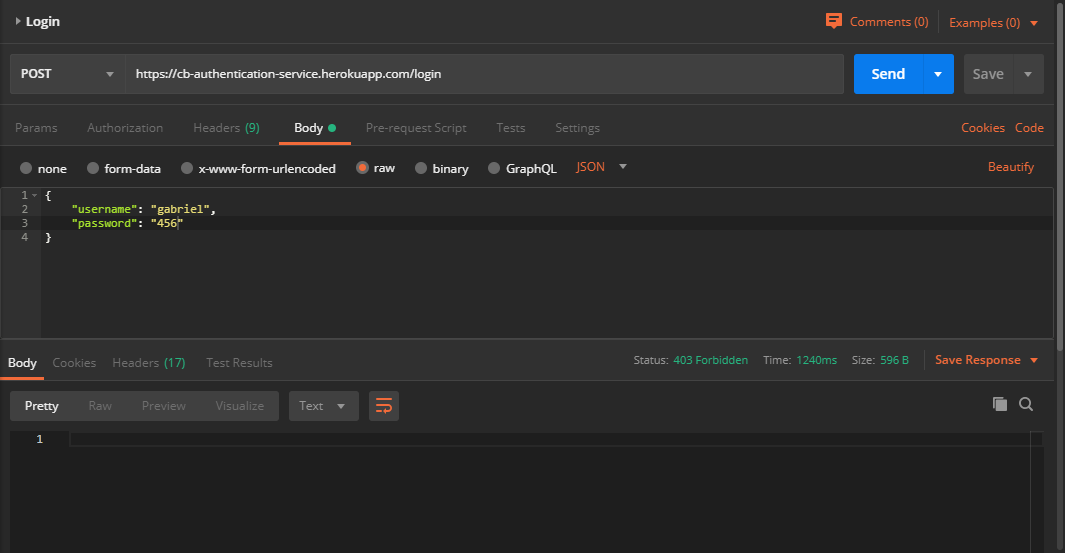 Login
Comments (0) Examples (0)
POST https://cb-authentication-service.herokuapp.com/login Send Save
Params Authorization Headers (9) Body Pre-request Script Tests Settings Cookies Code
none form-data x-www-form-urlencoded raw binary GraphQL JSON Beautify
1 {
2 "username": "gabriel",
3 "password": "456"
4 }
Body Cookies Headers (17) Test Results Status: 403 Forbidden Time: 1240ms Size: 596 B Save Response
Pretty Raw Preview Visualize Text
1